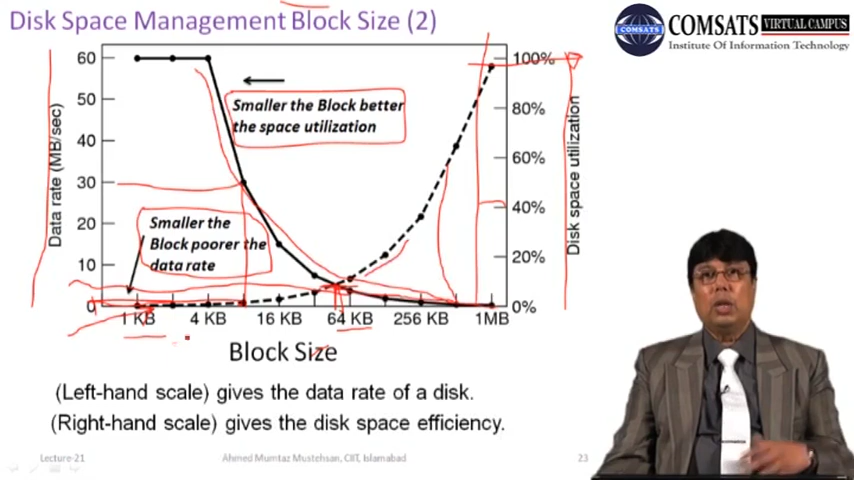 Disk Space Management Block Size (2)
COMSATS VIRTUAL CAMPUS
Institute Of Information Technology
60
50
40
30
20
10
0
Data rate (MB/sec)
Smaller the Block better
the space utilization
Smaller the
Block poorer the
data rate
100%
80%
60%
40%
20%
0%
Disk space utilization
1 KB 4 KB 16 KB 64 KB 256 KB 1MB
Block Size
(Left-hand scale) gives the data rate of a disk.
(Right-hand scale) gives the disk space efficiency.
Lecture-21 Ahmed Mumtaz Mustehsan, CIIT, Islamabad 23